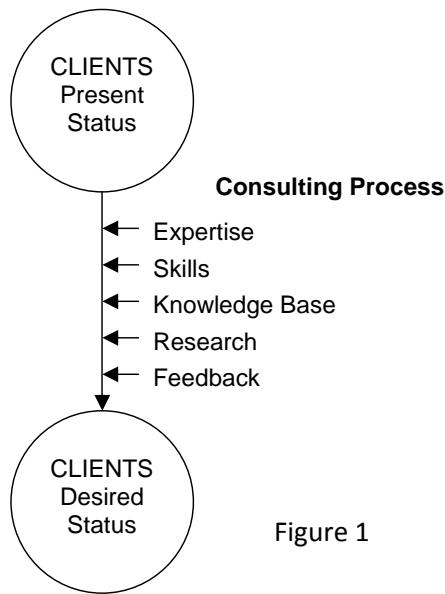 CLIENTS
Present
Status
Consulting Process
Expertise
Skills
Knowledge Base
Research
Feedback
CLIENTS
Desired
Status
Figure 1